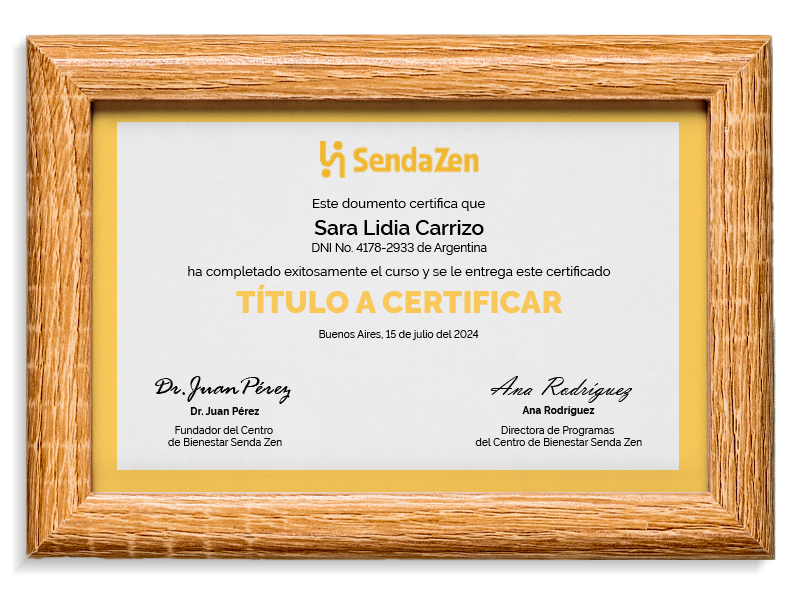 SendaZen
Este doumento certifica que
Sara Lidia Carrizo
DNI No. 4178-2933 de Argentina
ha completado exitosamente el curso y se le entrega este certificado
TÍTULO A CERTIFICAR
Buenos Aires, 15 de julio del 2024
Dr. Juan Pérez
Dr. Juan Pérez
Fundador del Centro
de Bienestar Senda Zen
Ana Rodríguez
Ana Rodríguez
Directora de Programas
del Centro de Bienestar Senda Zen